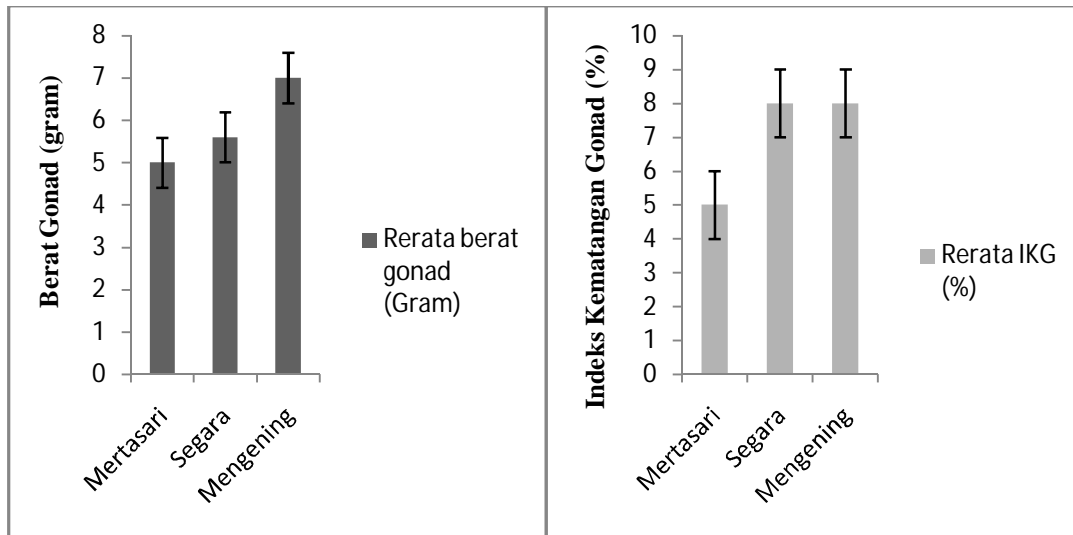 Berat Gonad (gram)
8
7
6
5
4
3
2
1
0
Mertasari
Segara
Mengening
Rerata berat
gonad
(Gram)
Indeks Kematangan Gonad (%)
10
9
8
7
6
5
4
3
2
1
0
Mertasari
Segara
Mengening
Rerata IKG
(%)